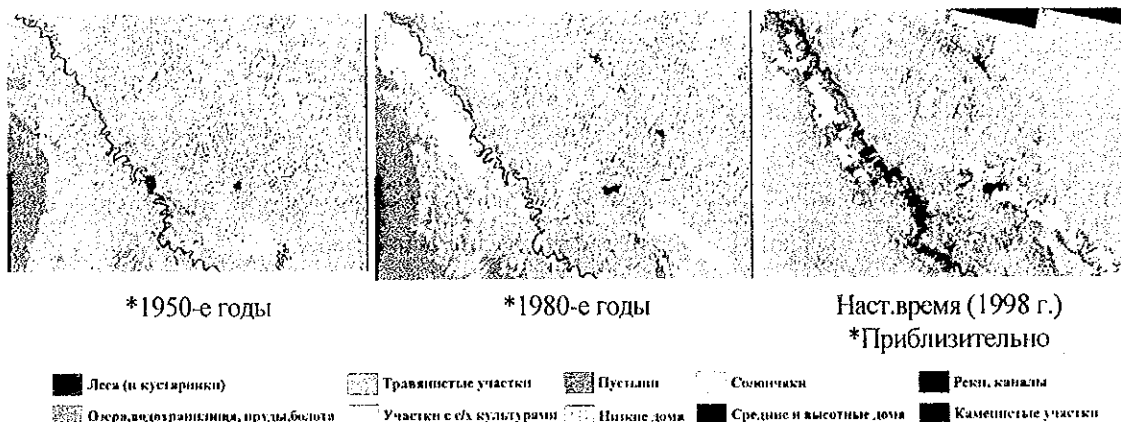 *1950-е годы
*1980-е годы
Наст.время (1998 г.)
*Приблизительно
Леса (и кустарники) Травянистые участки Пустыни Солончаки Реки, каналы
Озера,водохранилища, пруды,болота Участки с с/х культурами Низкие дома Средние и высотные дома Каменистые участки